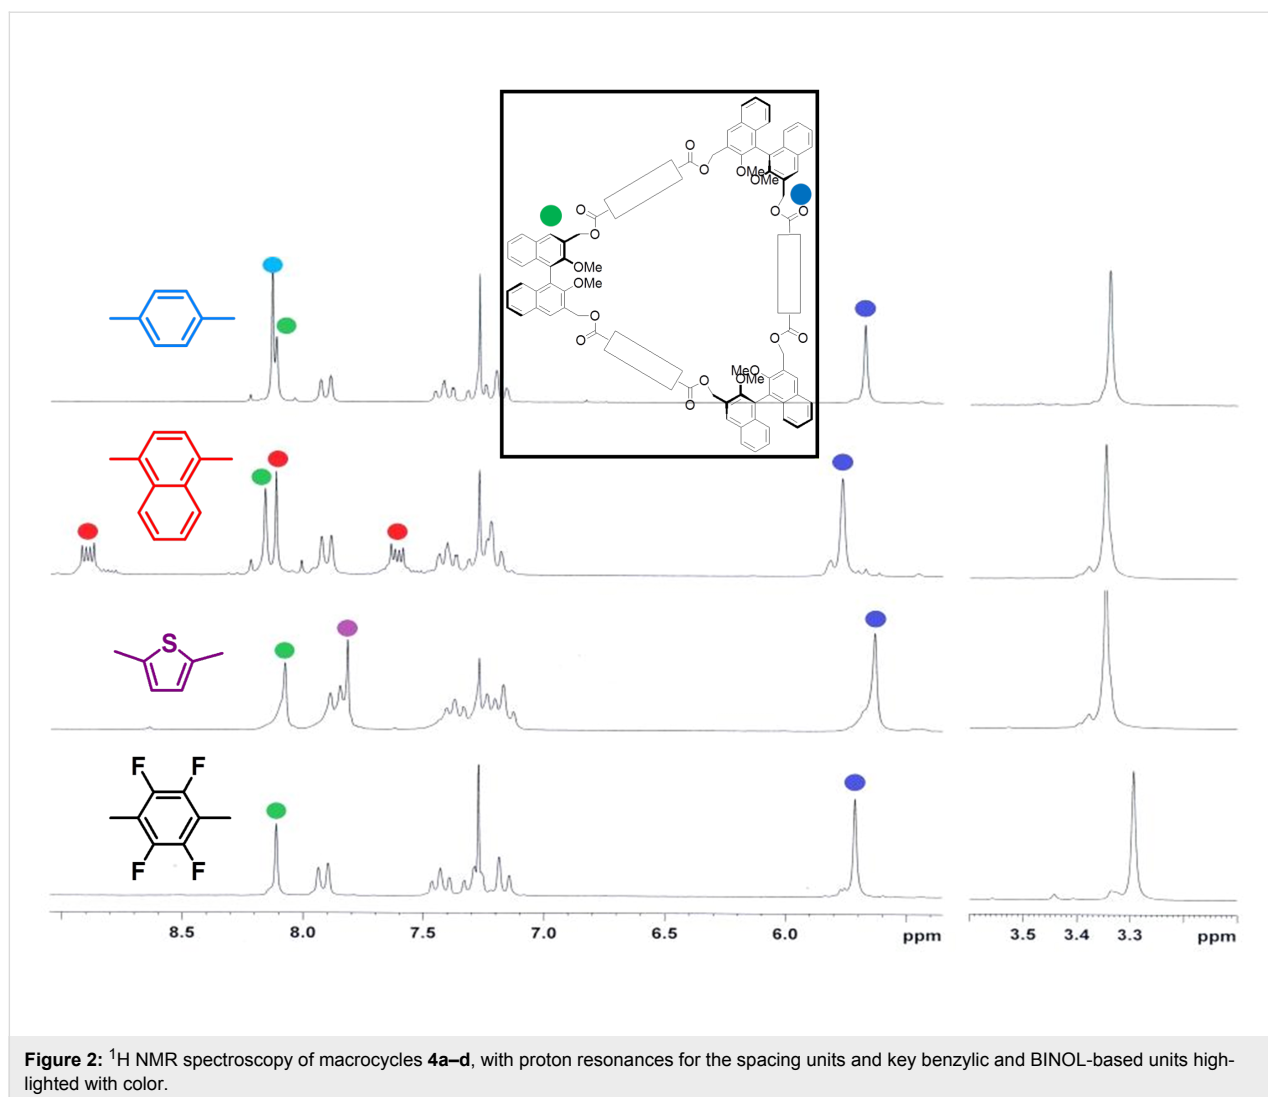 O
O
OMe
OMe
O
O
O
O
OMe
OMe
O
O
O
O
O
O
MeO
OMe
O
O
S
F F
F F
8.5 8.0 7.5 7.0 6.5 6.0 ppm 3.5 3.4 3.3 ppm
Figure 2: ¹H NMR spectroscopy of macrocycles 4a–d, with proton resonances for the spacing units and key benzylic and BINOL-based units high-
lighted with color.